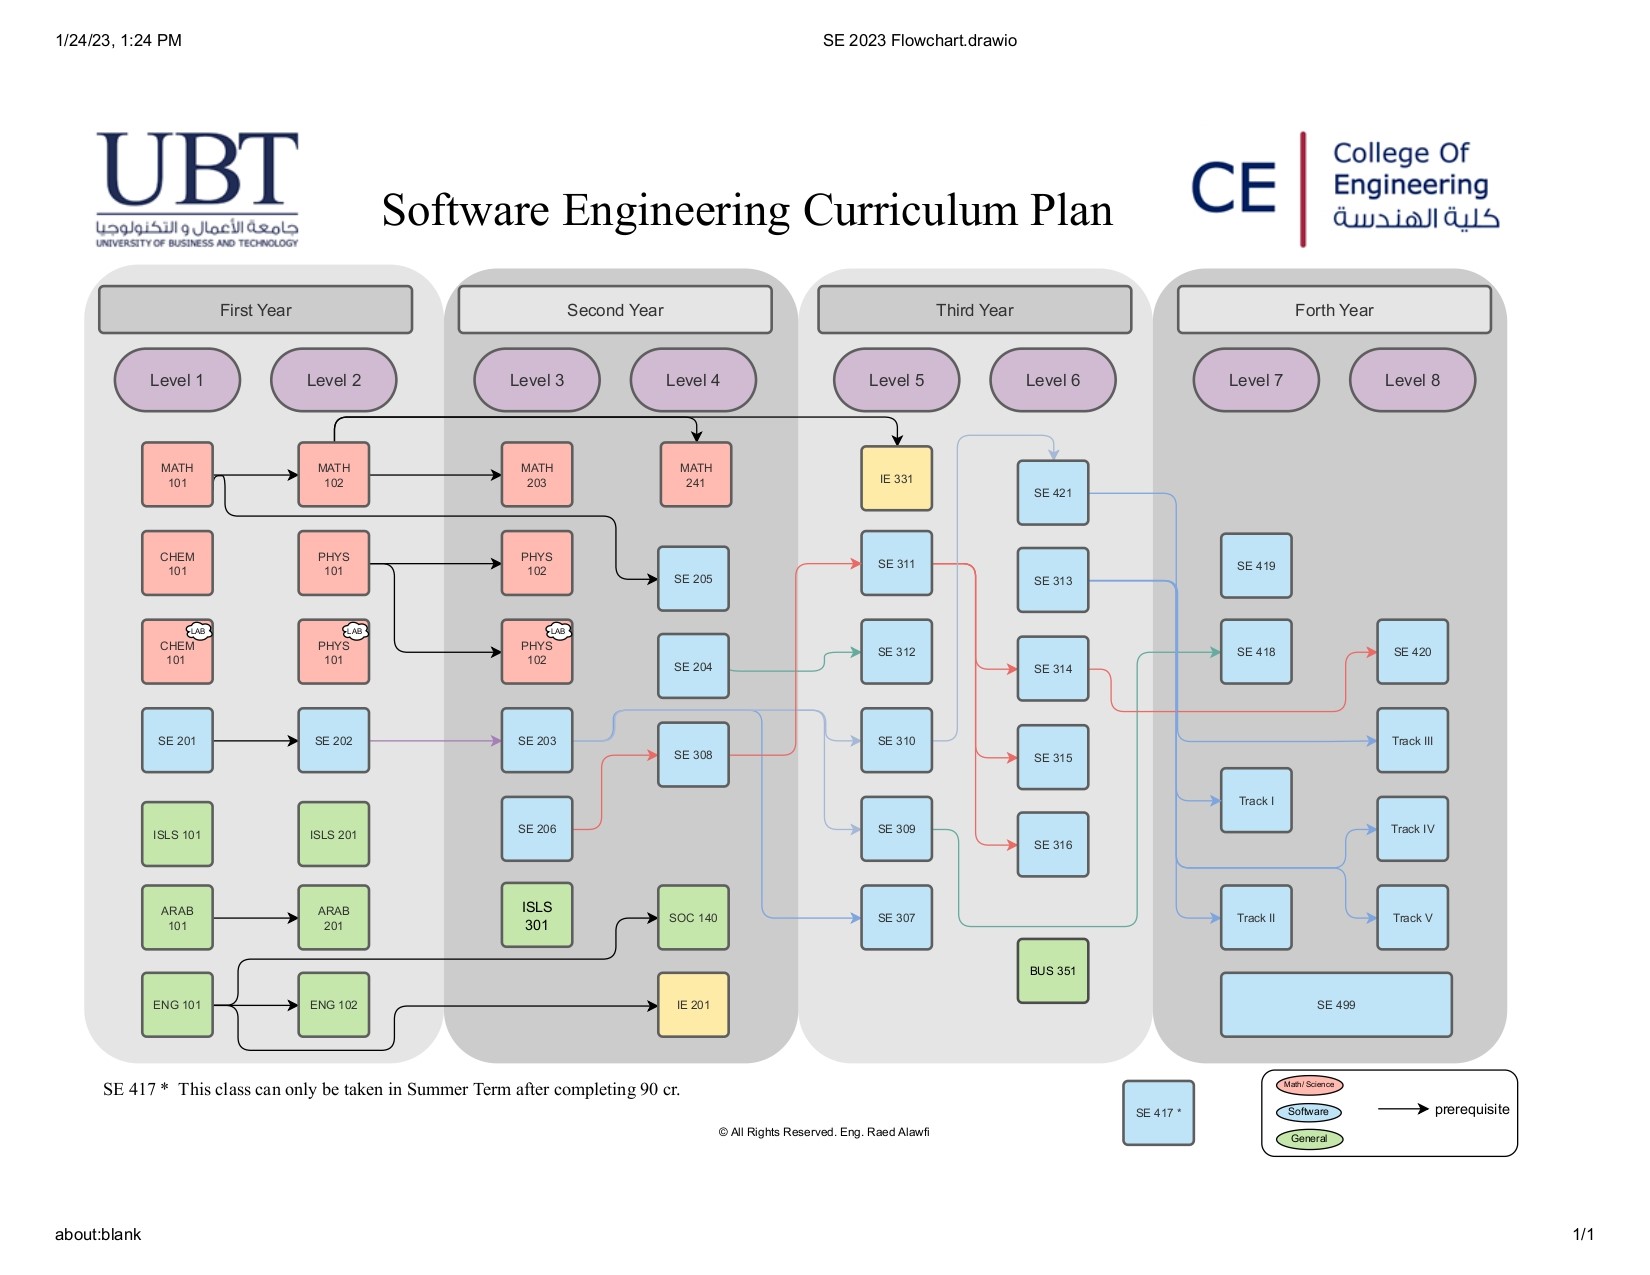 1/24/23, 1:24 PM
SE 2023 Flowchart.drawio
UBT
جامعة الأعمال و التكنولوجيا
UNIVERSITY OF BUSINESS AND TECHNOLOGY
Software Engineering Curriculum Plan
CE
College Of
Engineering
كلية الهندسة
First Year
Second Year
Third Year
Forth Year
Level 1
Level 2
Level 3
Level 4
Level 5
Level 6
Level 7
Level 8
MATH
101
MATH
102
MATH
203
MATH
241
IE 331
SE 421
CHEM
101
PHYS
101
PHYS
102
SE 205
SE 311
SE 313
SE 419
LAB
CHEM
101
LAB
PHYS
101
LAB
PHYS
102
SE 204
SE 312
SE 314
SE 418
SE 420
SE 201
SE 202
SE 203
SE 308
SE 310
SE 315
Track III
Track I
ISLS 101
ISLS 201
SE 206
SE 309
SE 316
Track IV
ARAB
101
ARAB
201
ISLS
301
SOC 140
SE 307
Track II
Track V
BUS 351
ENG 101
ENG 102
IE 201
SE 499
SE 417 * This class can only be taken in Summer Term after completing 90 cr.
SE 417 *
Math/ Science
Software
General
prerequisite
© All Rights Reserved. Eng. Raed Alawfi
about:blank
1/1